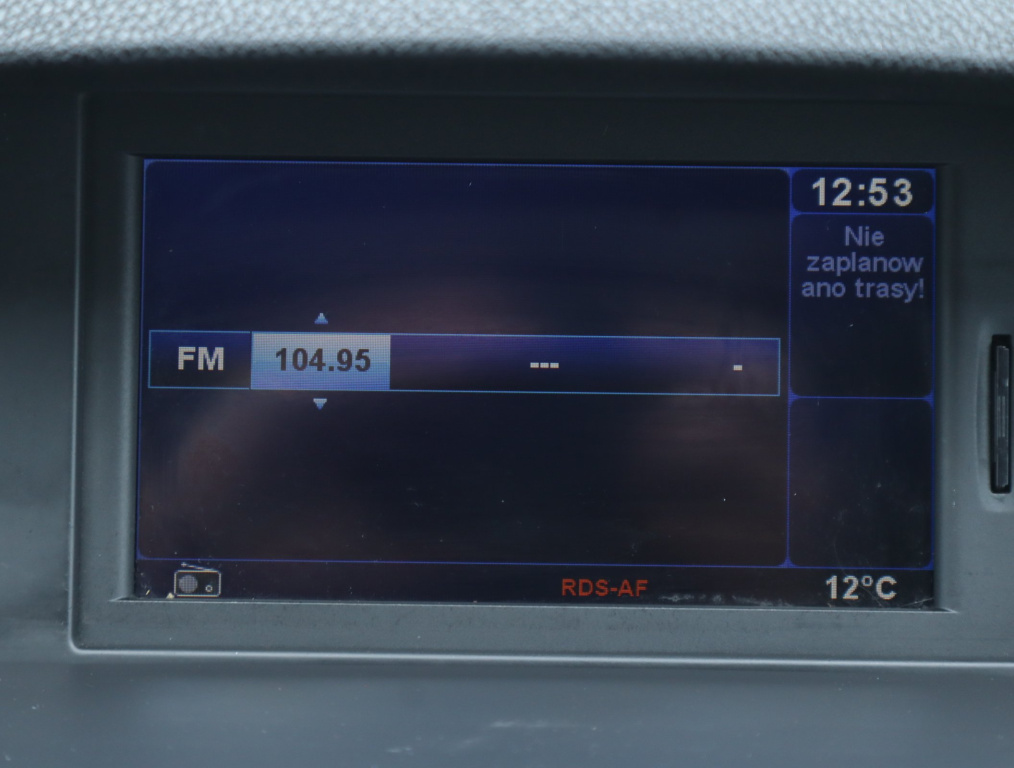 12:53
Nie
zaplanow
ano trasy!
FM 104.95 --- -
RDS-AF 12°C